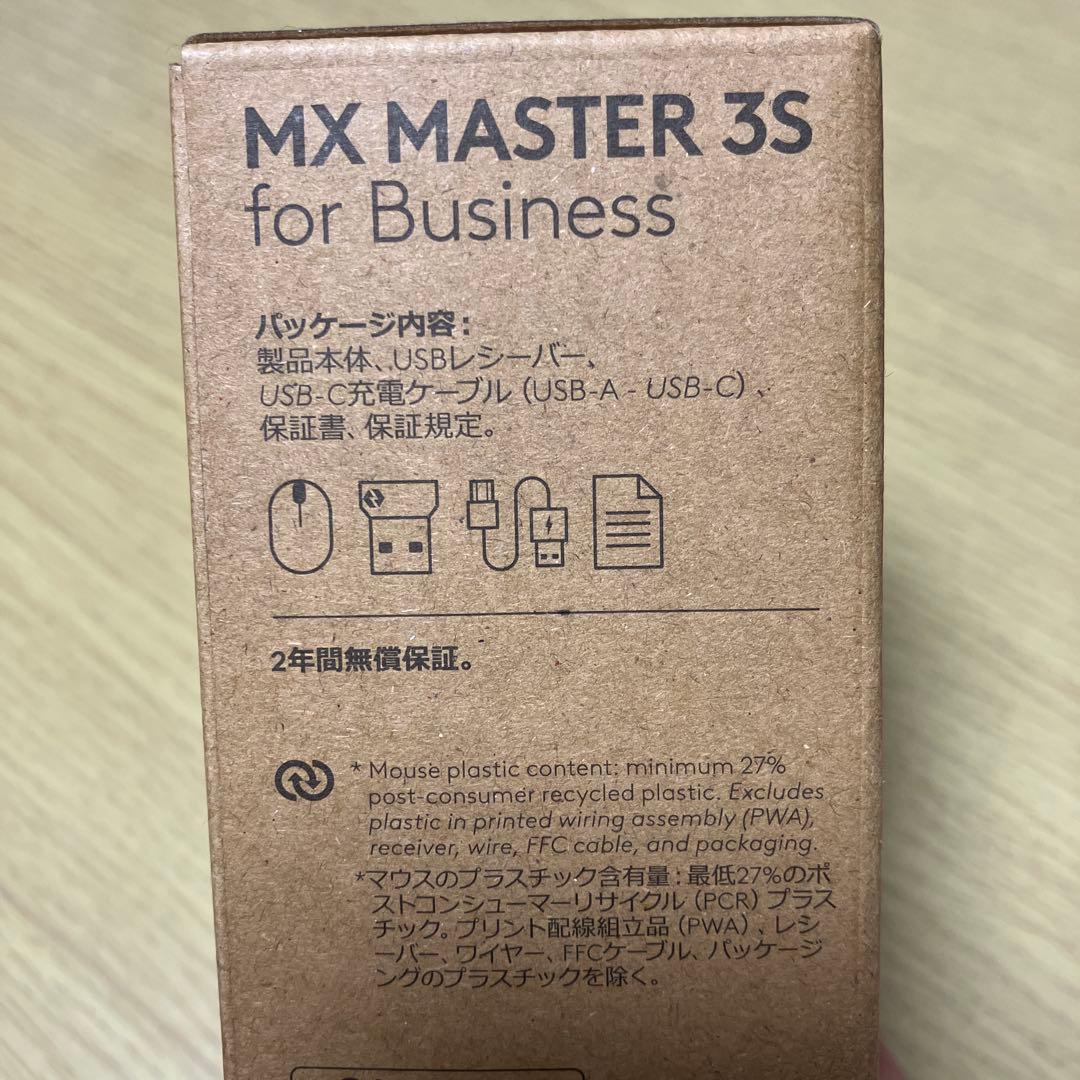 MX MASTER 3S
for Business
パッケージ内容：
製品本体、USBレシーバー、
USB-C充電ケーブル（USB-A - USB-C）、
保証書、保証規定。
2年間無償保証。
* Mouse plastic content: minimum 27%
post-consumer recycled plastic. Excludes
plastic in printed wiring assembly (PWA),
receiver, wire, FFC cable, and packaging.
*マウスのプラスチック含有量：最低27%のポ
ストコンシューマーリサイクル（PCR）プラス
チック。プリント配線組立品（PWA）、レシ
ーバー、ワイヤー、FFCケーブル、パッケージ
ングのプラスチックを除く。